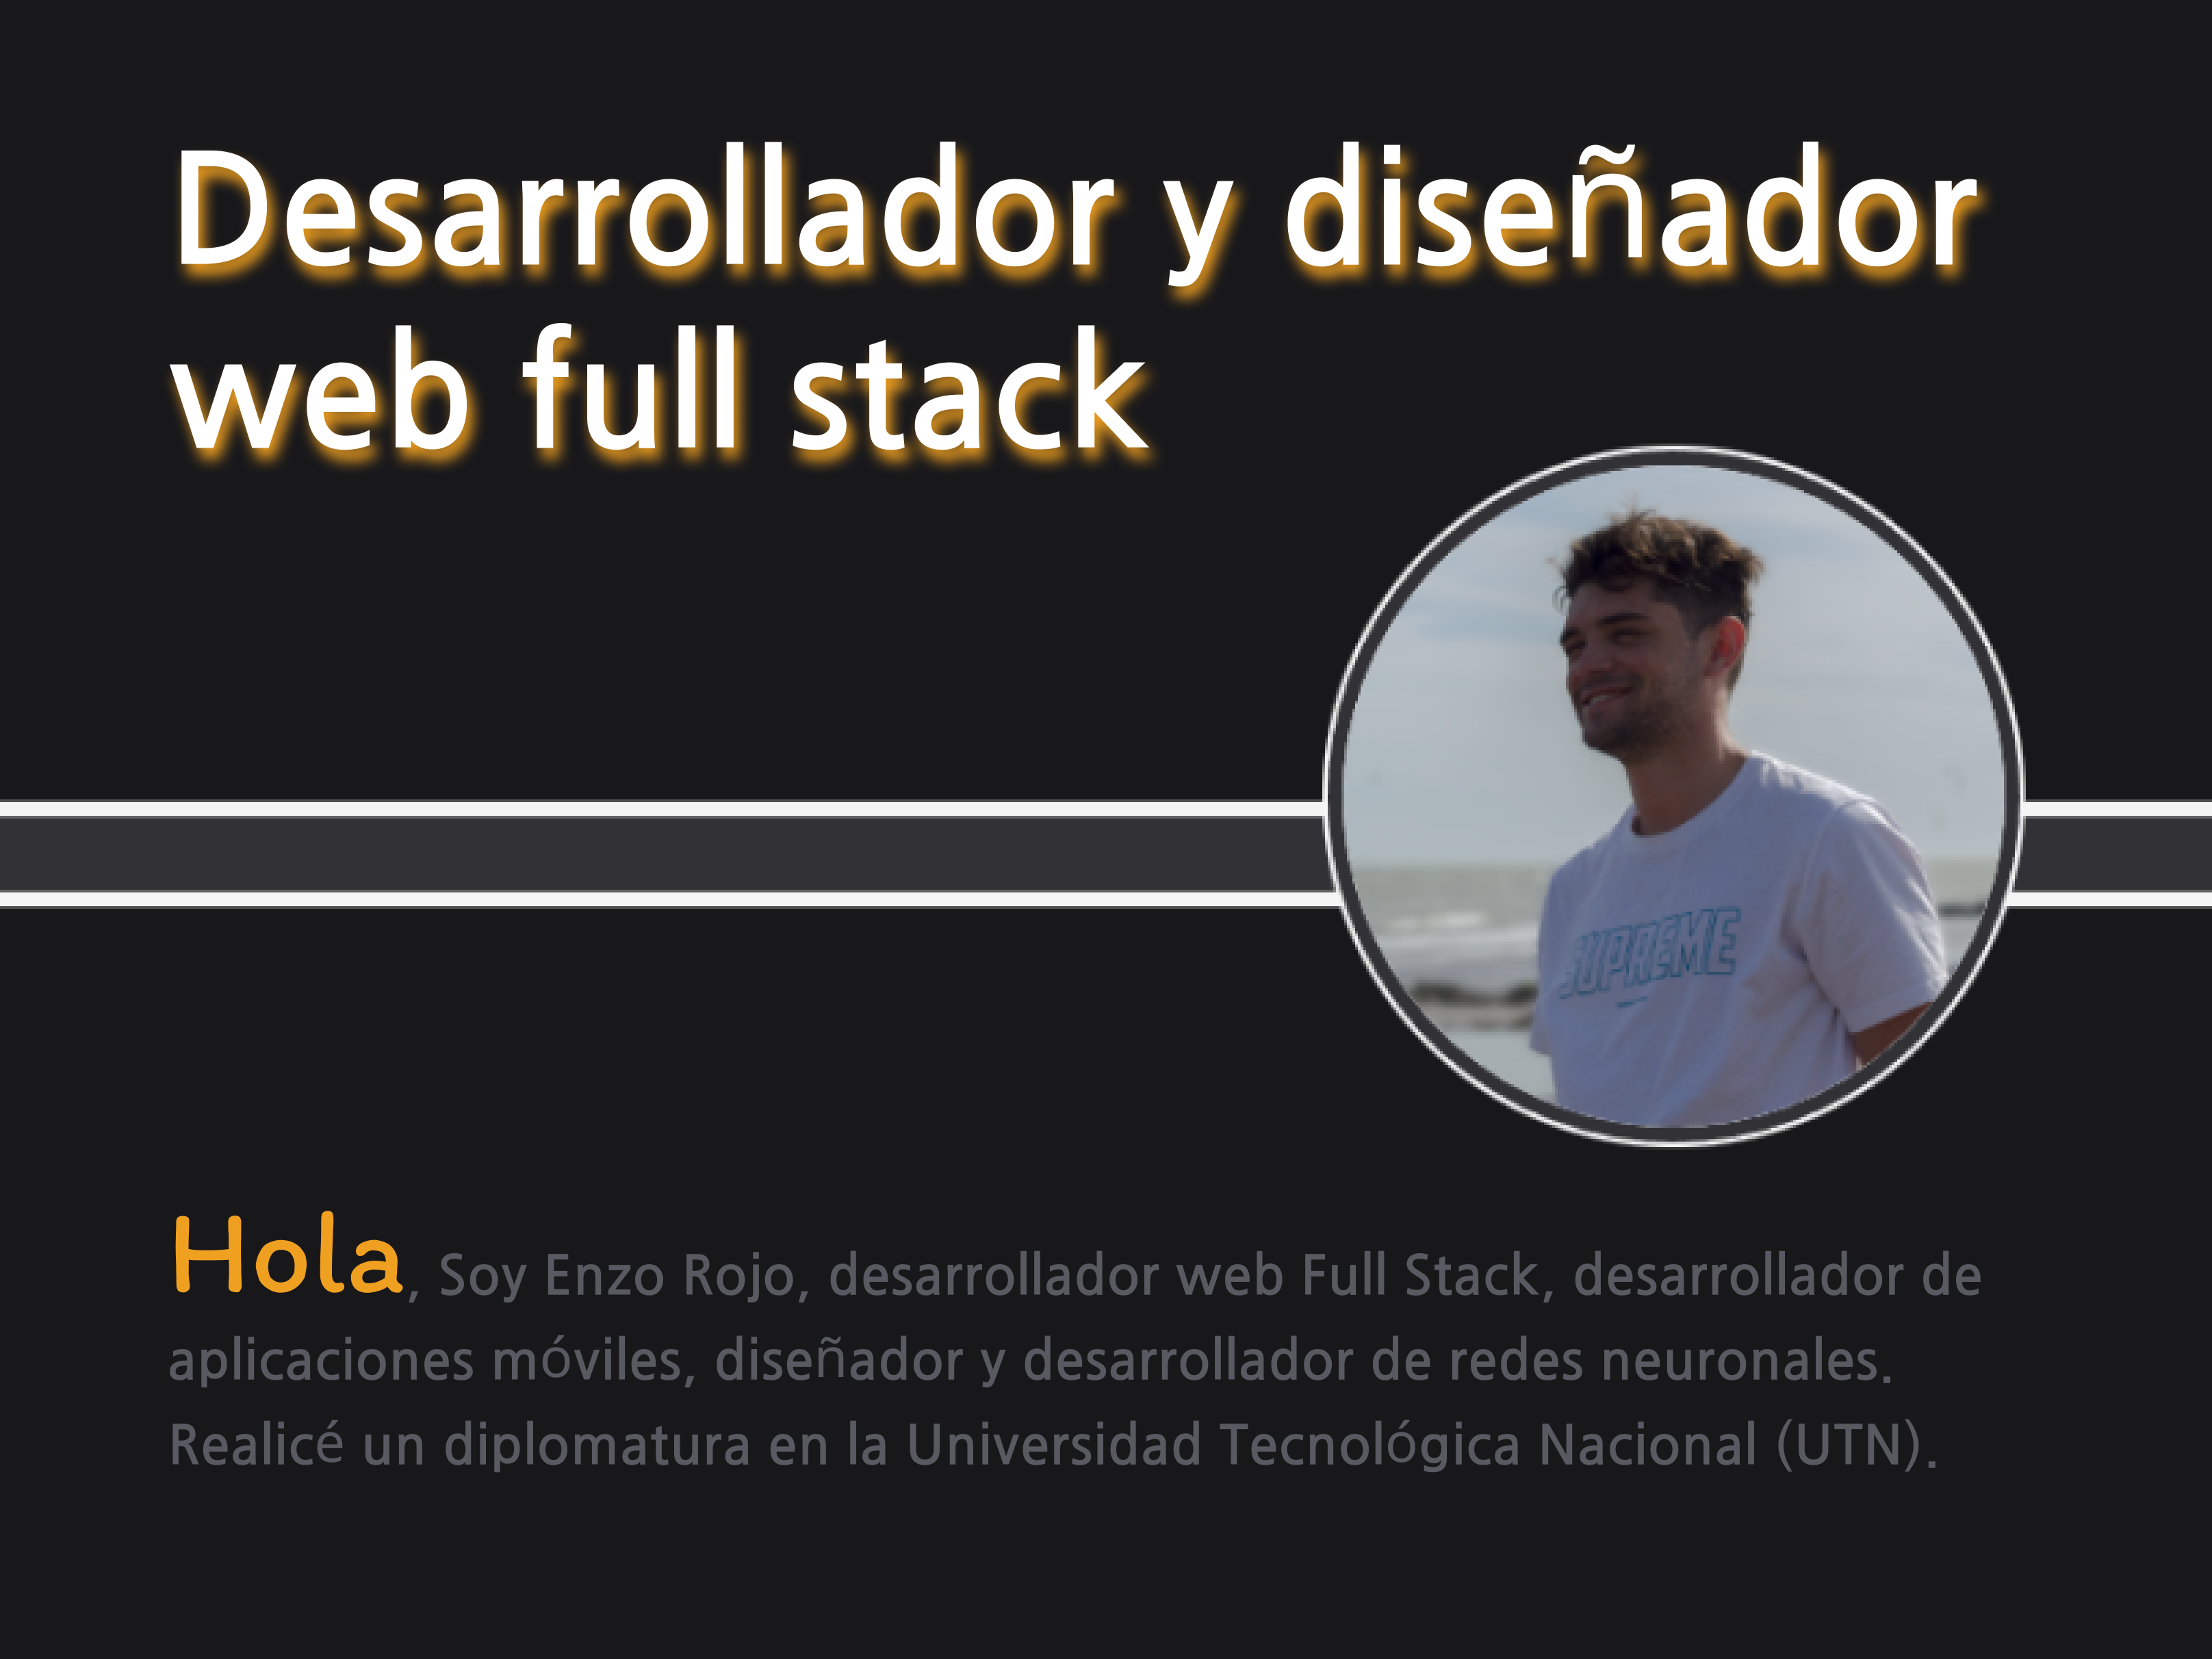 Desarrollador y diseñador
web full stack
SUPREME
Hola, Soy Enzo Rojo, desarrollador web Full Stack, desarrollador de
aplicaciones móviles, diseñador y desarrollador de redes neuronales.
Realicé un diplomatura en la Universidad Tecnológica Nacional (UTN).